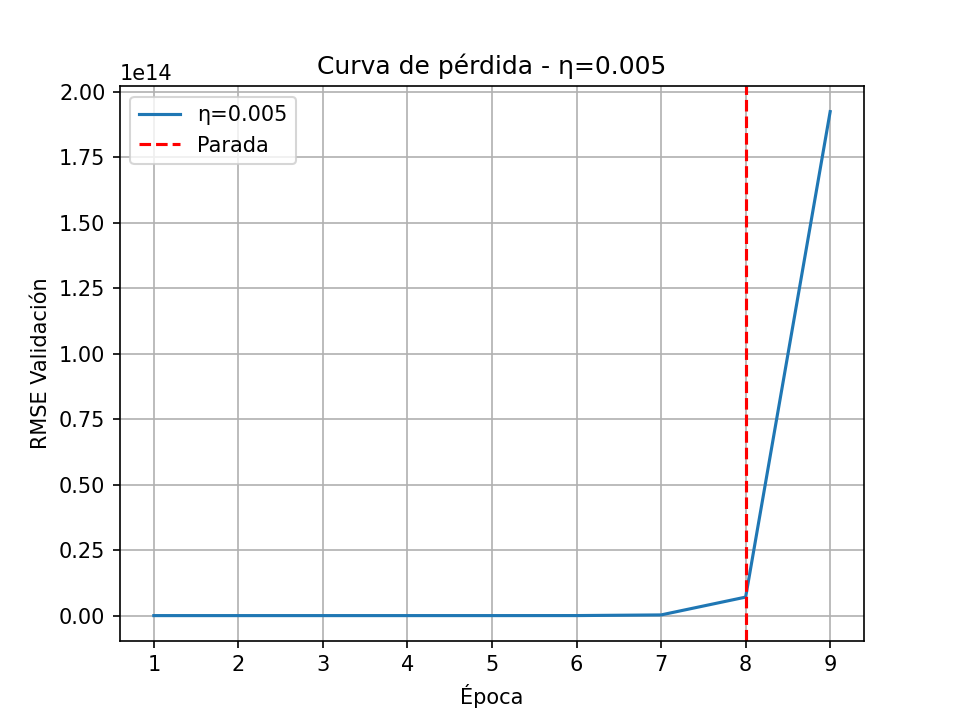 Curva de pérdida - η=0.005
1e14
2.00
1.75
1.50
1.25
1.00
0.75
0.50
0.25
0.00
RMSE Validación
η=0.005
Parada
1 2 3 4 5 6 7 8 9
Época